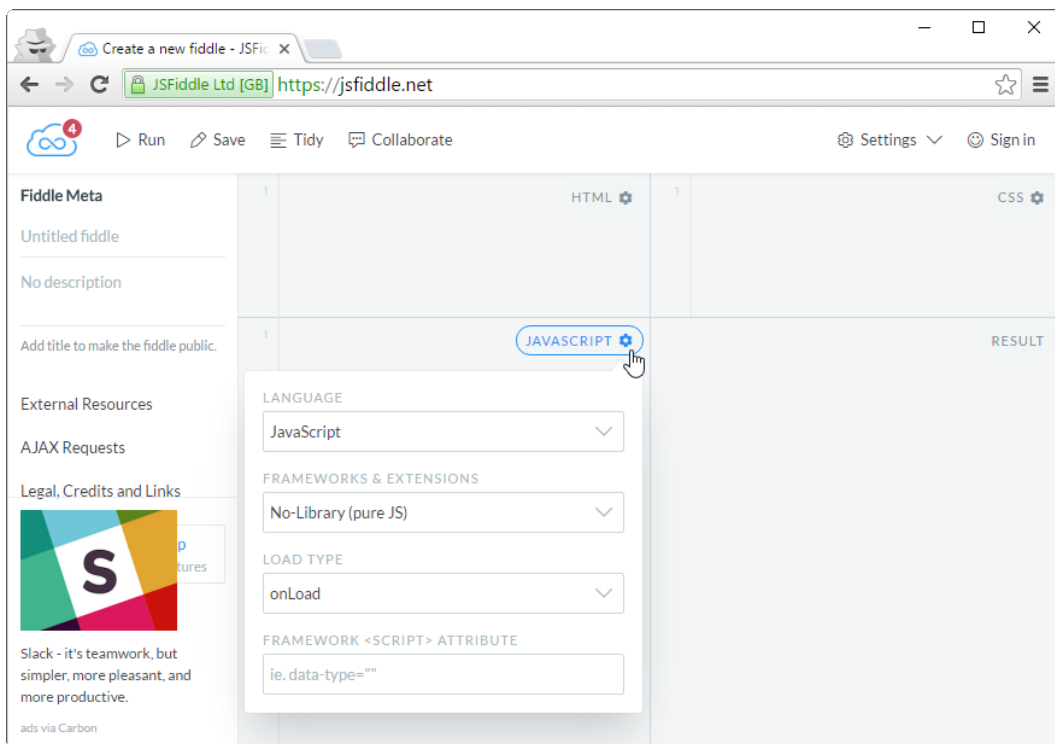 Create a new fiddle - JSFic
JSFiddle Ltd [GB] https://jsfiddle.net
4
Run Save Tidy Collaborate Settings Sign in
Fiddle Meta
Untitled fiddle
No description
Add title to make the fiddle public.
External Resources
AJAX Requests
Legal, Credits and Links
p
tures
S
Slack - it's teamwork, but
simpler, more pleasant, and
more productive.
ads via Carbon
1 HTML
1 CSS
1 JAVASCRIPT
RESULT
LANGUAGE
JavaScript
FRAMEWORKS & EXTENSIONS
No-Library (pure JS)
LOAD TYPE
onLoad
FRAMEWORK <SCRIPT> ATTRIBUTE
ie. data-type=""